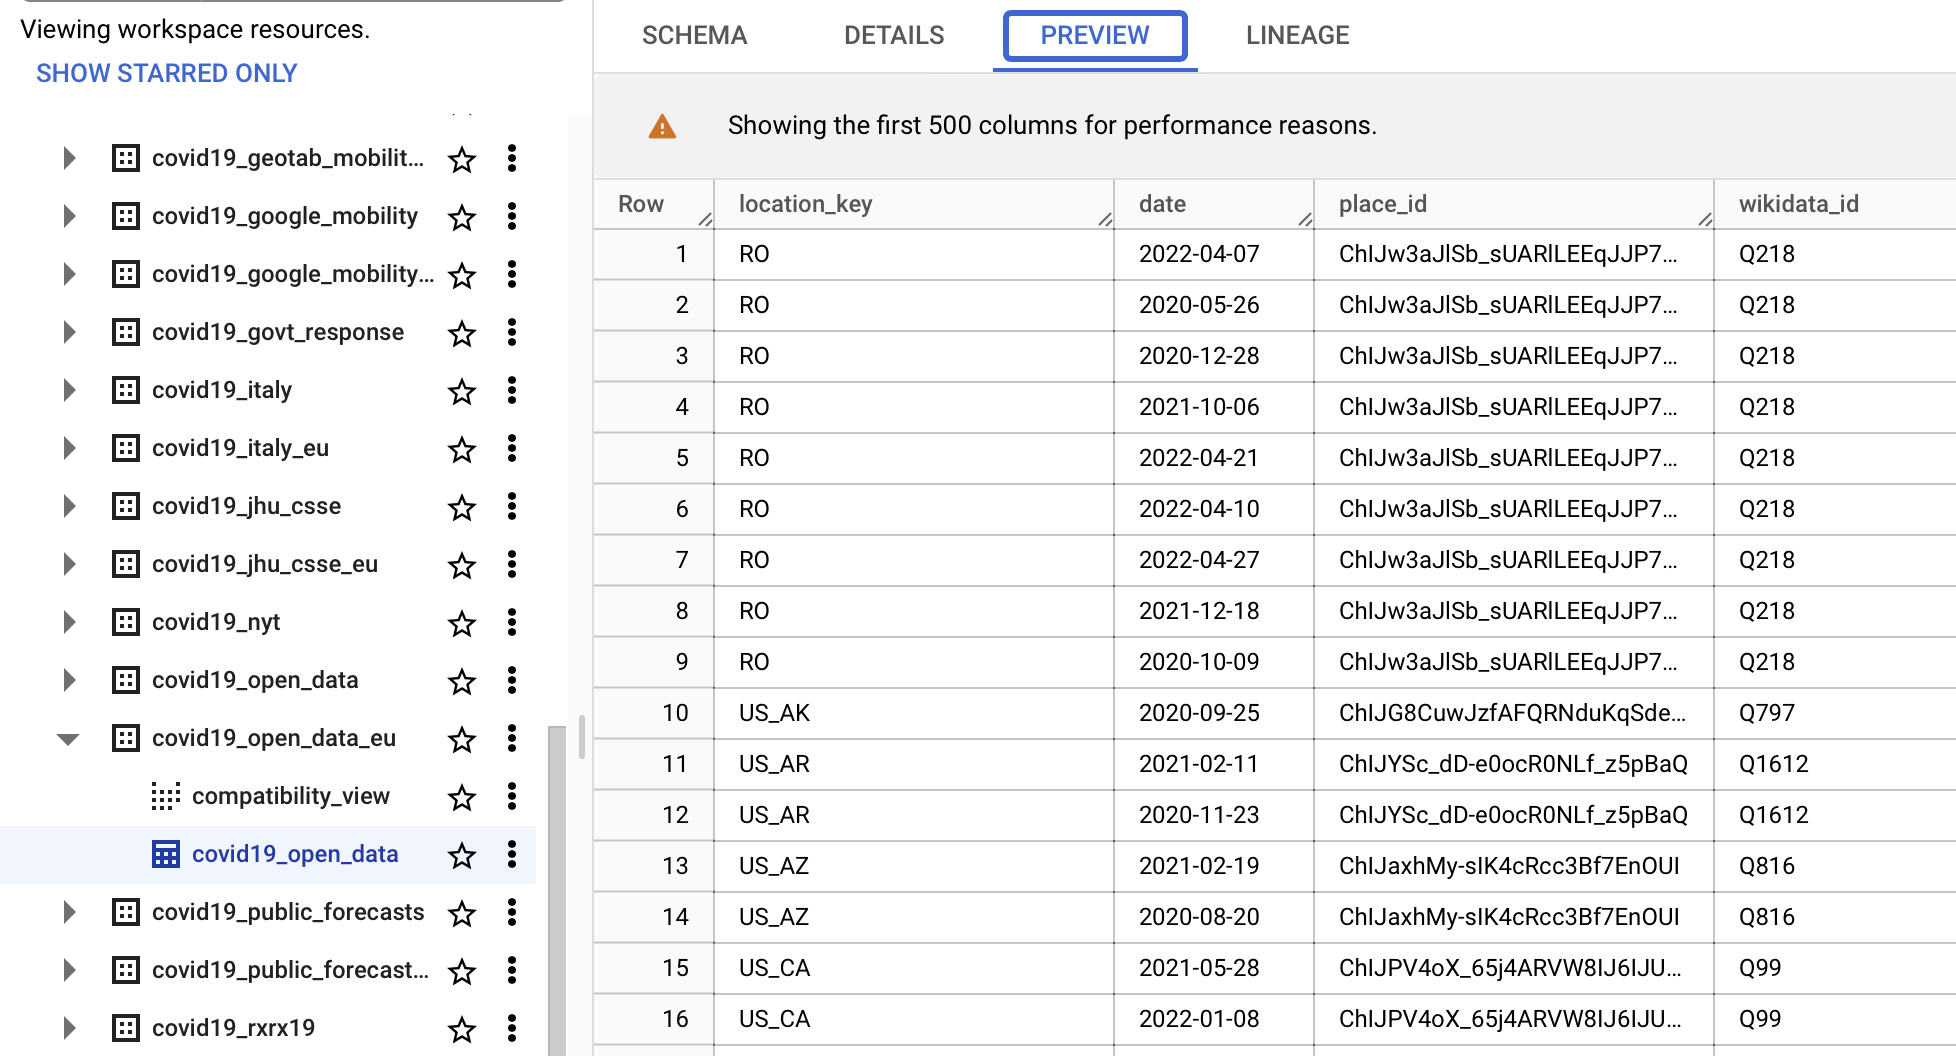 Viewing workspace resources.
SHOW STARRED ONLY
covid19_geotab_mobilit...
covid19_google_mobility
covid19_google_mobility...
covid19_govt_response
covid19_italy
covid19_italy_eu
covid19_jhu_csse
covid19_jhu_csse_eu
covid19_nyt
covid19_open_data
covid19_open_data_eu
compatibility_view
covid19_open_data
covid19_public_forecasts
covid19_public_forecast...
covid19_rxrx19
SCHEMA DETAILS PREVIEW LINEAGE
Showing the first 500 columns for performance reasons.
Row location_key date place_id wikidata_id
1 RO 2022-04-07 ChIJw3aJlSb_sUARlLEEqJJP7... Q218
2 RO 2020-05-26 ChIJw3aJlSb_sUARlLEEqJJP7... Q218
3 RO 2020-12-28 ChIJw3aJlSb_sUARlLEEqJJP7... Q218
4 RO 2021-10-06 ChIJw3aJlSb_sUARlLEEqJJP7... Q218
5 RO 2022-04-21 ChIJw3aJlSb_sUARlLEEqJJP7... Q218
6 RO 2022-04-10 ChIJw3aJlSb_sUARlLEEqJJP7... Q218
7 RO 2022-04-27 ChIJw3aJlSb_sUARlLEEqJJP7... Q218
8 RO 2021-12-18 ChIJw3aJlSb_sUARlLEEqJJP7... Q218
9 RO 2020-10-09 ChIJw3aJlSb_sUARlLEEqJJP7... Q218
10 US_AK 2020-09-25 ChIJG8CuwJzfAFQRNduKqSde... Q797
11 US_AR 2021-02-11 ChIJYSc_dD-e0ocR0NLf_z5pBaQ Q1612
12 US_AR 2020-11-23 ChIJYSc_dD-e0ocR0NLf_z5pBaQ Q1612
13 US_AZ 2021-02-19 ChIJaxhMy-sIK4cRcc3Bf7EnOUI Q816
14 US_AZ 2020-08-20 ChIJaxhMy-sIK4cRcc3Bf7EnOUI Q816
15 US_CA 2021-05-28 ChIJPV4oX_65j4ARVW8IJ6IJU... Q99
16 US_CA 2022-01-08 ChIJPV4oX_65j4ARVW8IJ6IJU... Q99